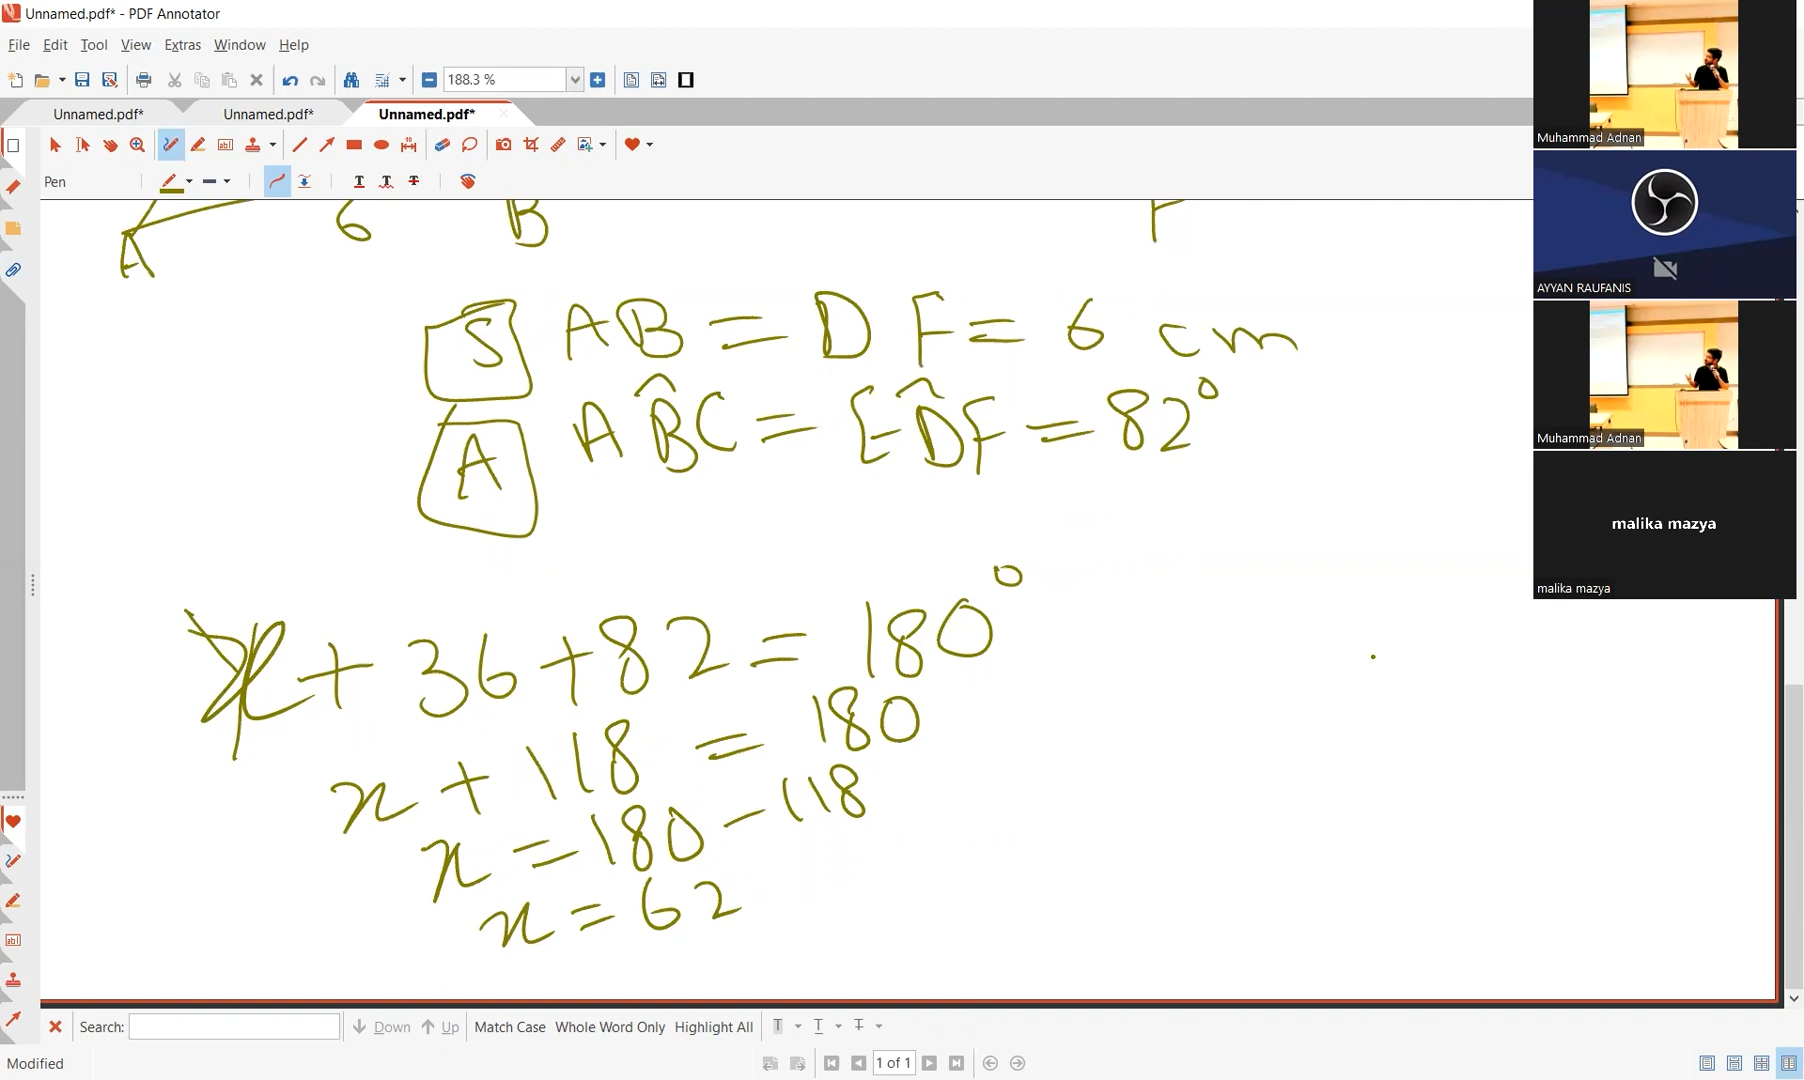 Unnamed.pdf* - PDF Annotator
File Edit Tool View Extras Window Help
188.3 %
Unnamed.pdf* Unnamed.pdf* Unnamed.pdf*
Pen
A 6 B F
S AB = DF = 6 cm
A AB̂C = ED̂F = 82°
x + 36 + 82 = 180°
x + 118 = 180
x = 180 - 118
x = 62
Muhammad Adnan
AYYAN RAUFANIS
Muhammad Adnan
malika mazya
malika mazya
Search: Down Up Match Case Whole Word Only Highlight All T T T
Modified
1 of 1